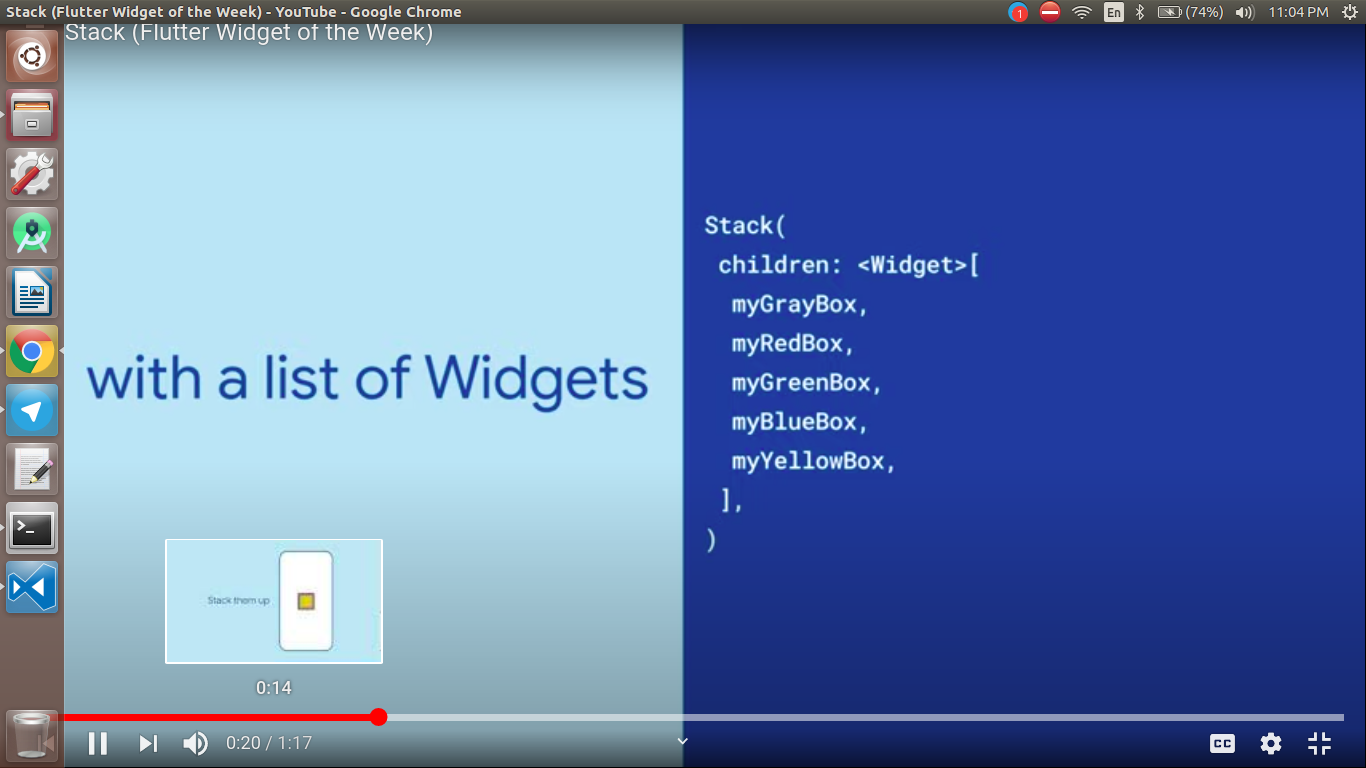 Stack (Flutter Widget of the Week) - YouTube - Google Chrome
1
En
(74%)
11:04 PM
Stack (Flutter Widget of the Week)
with a list of Widgets
Stack(
children: <Widget>[
myGrayBox,
myRedBox,
myGreenBox,
myBlueBox,
myYellowBox,
],
)
Stack them up
0:14
0:20 / 1:17
CC